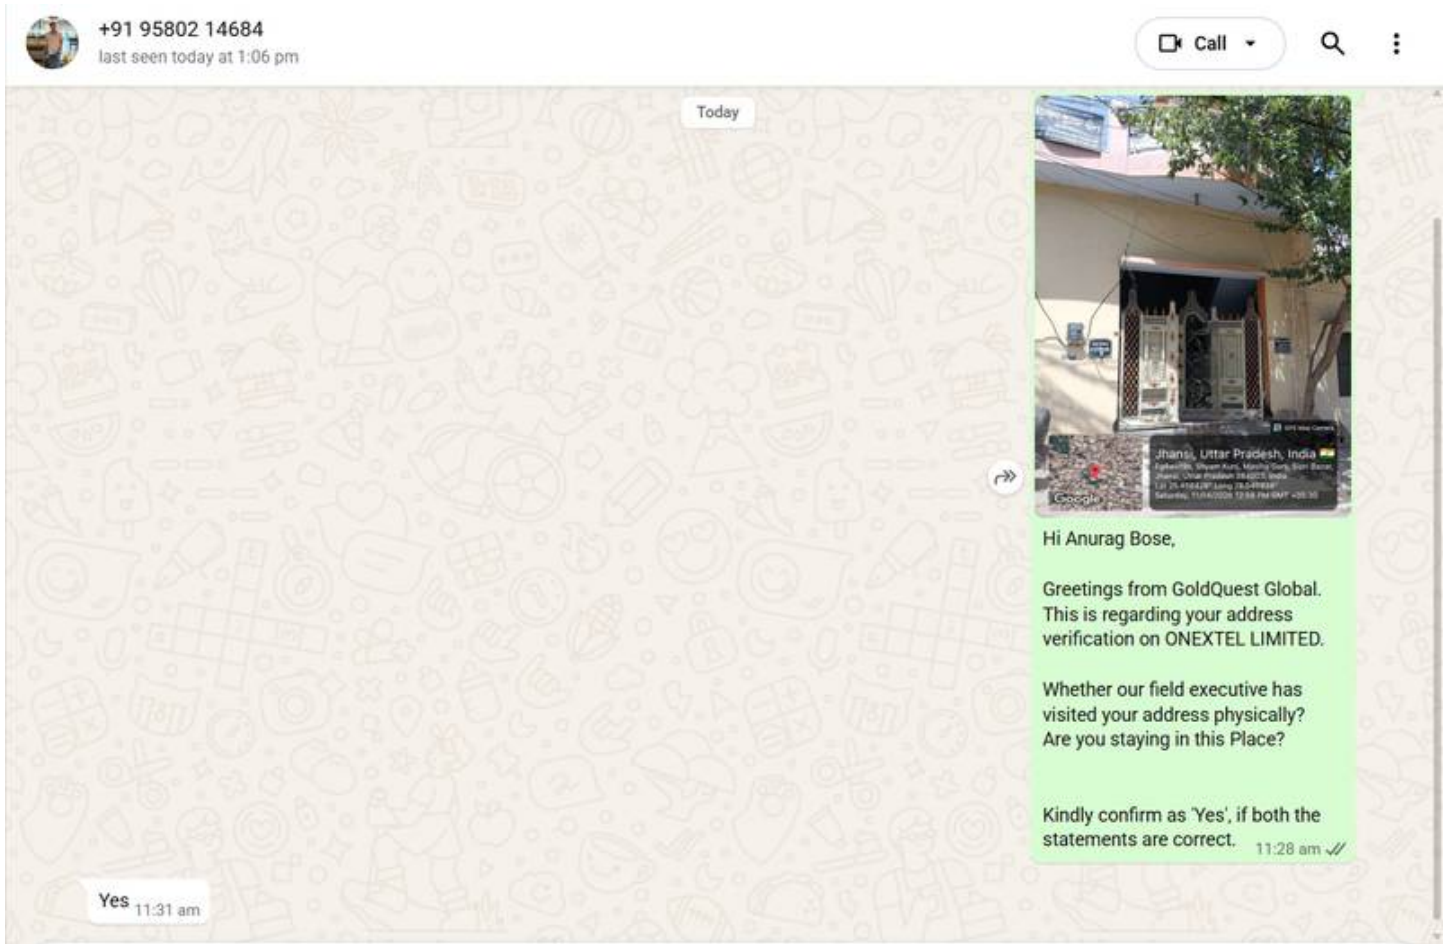 +91 95802 14684
last seen today at 1:06 pm
Call
Today
GPS Map Camera
Jhansi, Uttar Pradesh, India
Google
Hi Anurag Bose,
Greetings from GoldQuest Global.
This is regarding your address
verification on ONEXTEL LIMITED.
Whether our field executive has
visited your address physically?
Are you staying in this Place?
Kindly confirm as 'Yes', if both the
statements are correct.
11:28 am
Yes
11:31 am